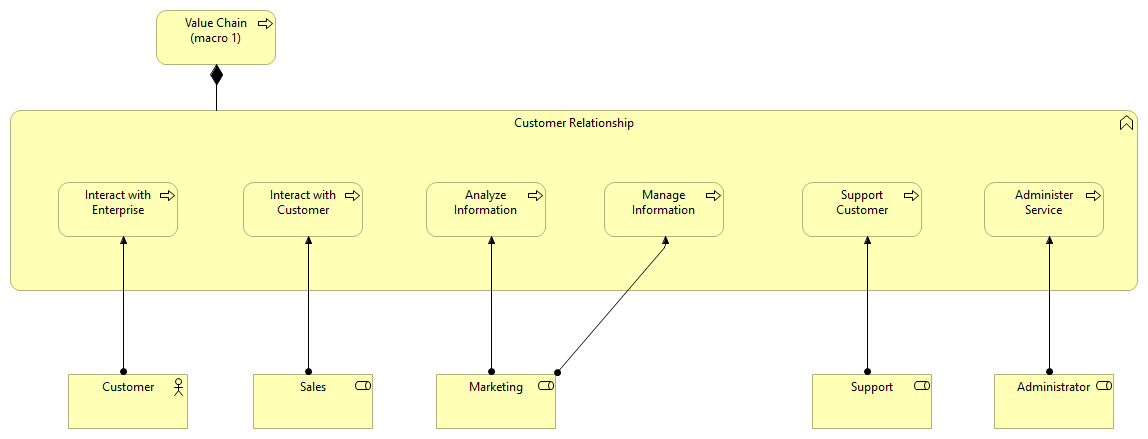 Value Chain
(macro 1)
Customer Relationship
Interact with
Enterprise
Interact with
Customer
Analyze
Information
Manage
Information
Support
Customer
Administer
Service
Customer
Sales
Marketing
Support
Administrator